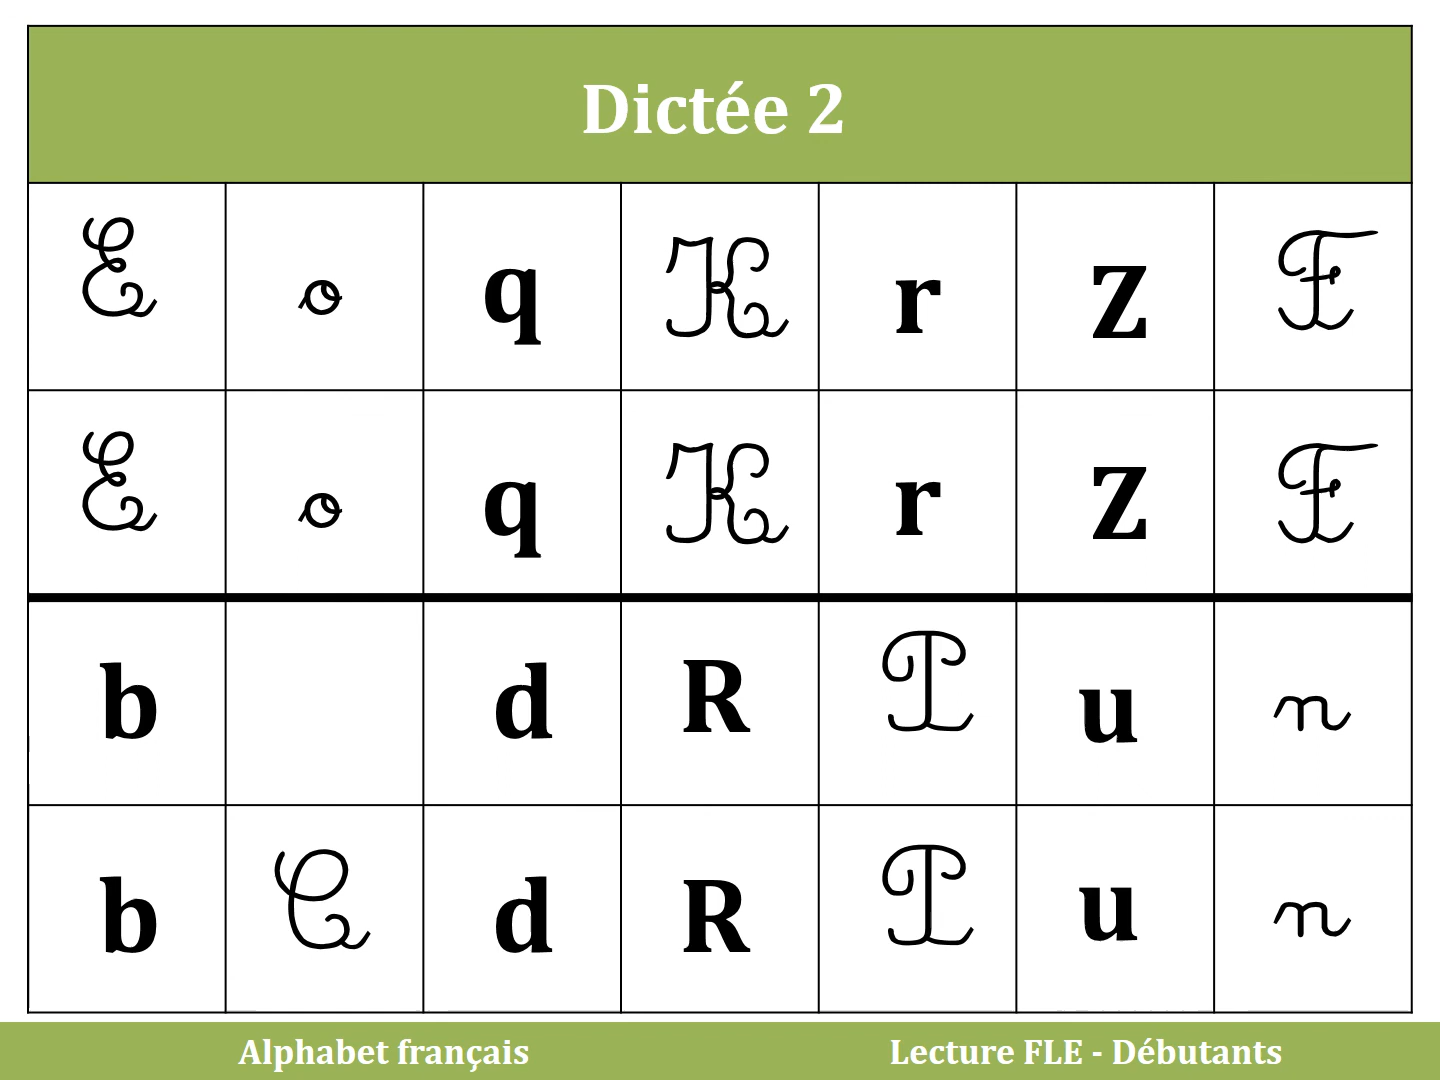 Dictée 2
E o q K r Z F
E o q K r Z F
b d R I u n
b C d R I u n
Alphabet français Lecture FLE - Débutants